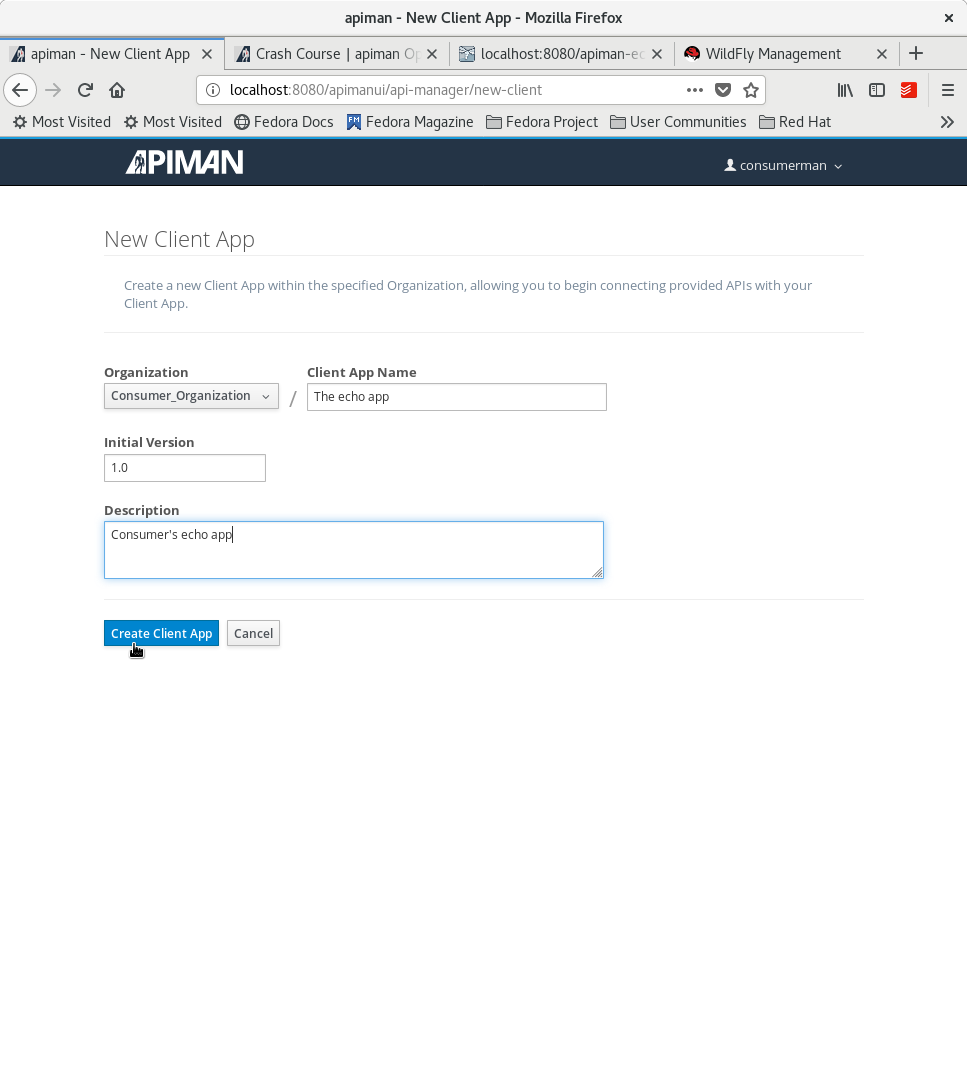 apiman - New Client App - Mozilla Firefox
apiman - New Client App
Crash Course | apiman
localhost:8080/apiman-ec
WildFly Management
localhost:8080/apimanui/api-manager/new-client
Most Visited
Most Visited
Fedora Docs
FM
Fedora Magazine
Fedora Project
User Communities
Red Hat
APIMAN
consumerman
New Client App
Create a new Client App within the specified Organization, allowing you to begin connecting provided APIs with your
Client App.
Organization
Client App Name
Consumer_Organization
/
The echo app
Initial Version
1.0
Description
Consumer's echo app
Create Client App
Cancel